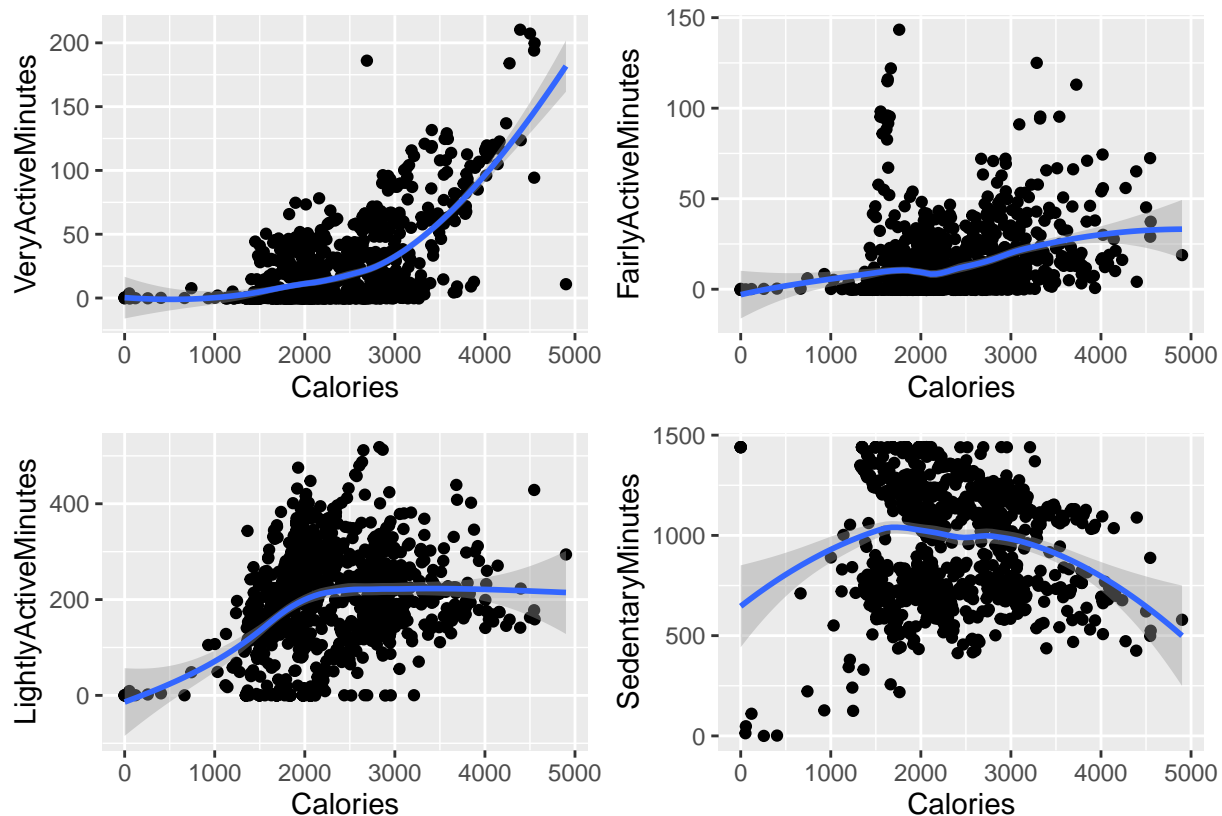 VeryActiveMinutes
200
150
100
50
0
0 1000 2000 3000 4000 5000
Calories
FairlyActiveMinutes
150
100
50
0
0 1000 2000 3000 4000 5000
Calories
LightlyActiveMinutes
400
200
0
0 1000 2000 3000 4000 5000
Calories
SedentaryMinutes
1500
1000
500
0
0 1000 2000 3000 4000 5000
Calories